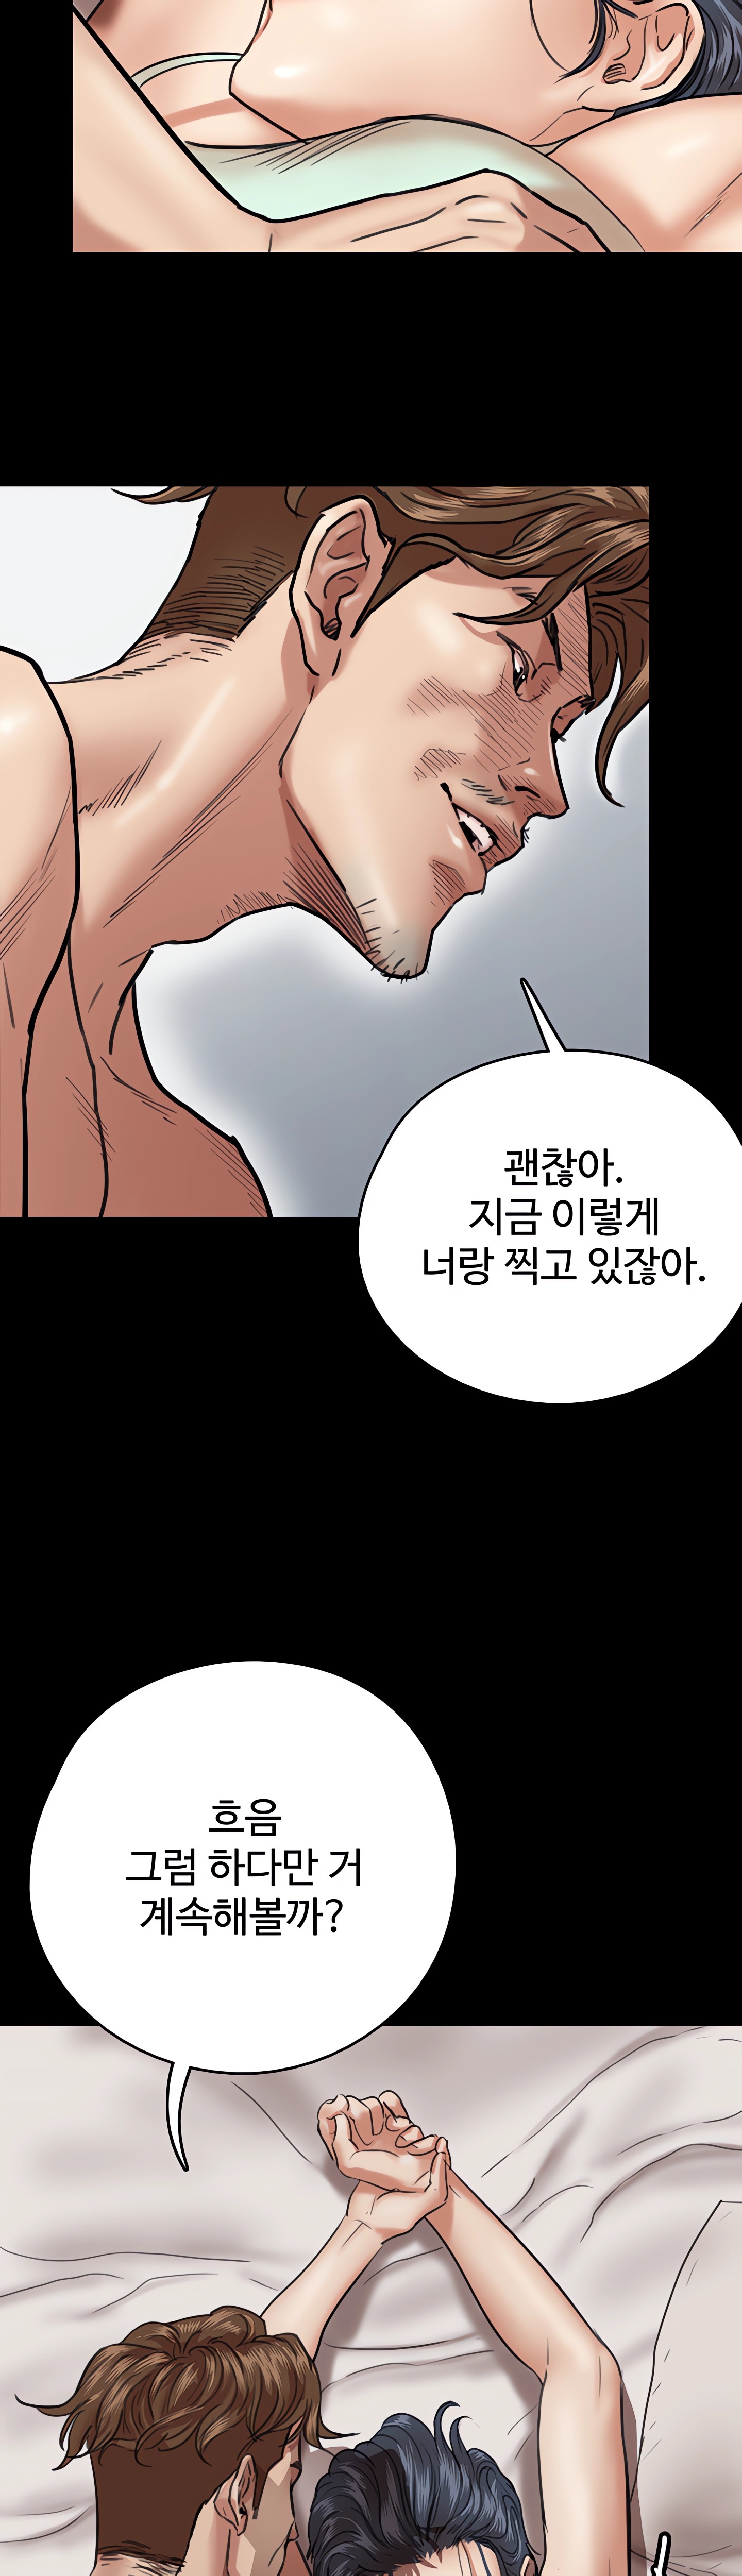 괜찮아.
지금 이렇게
너랑 찍고 있잖아.
흐음
그럼 하다만 거
계속해볼까?